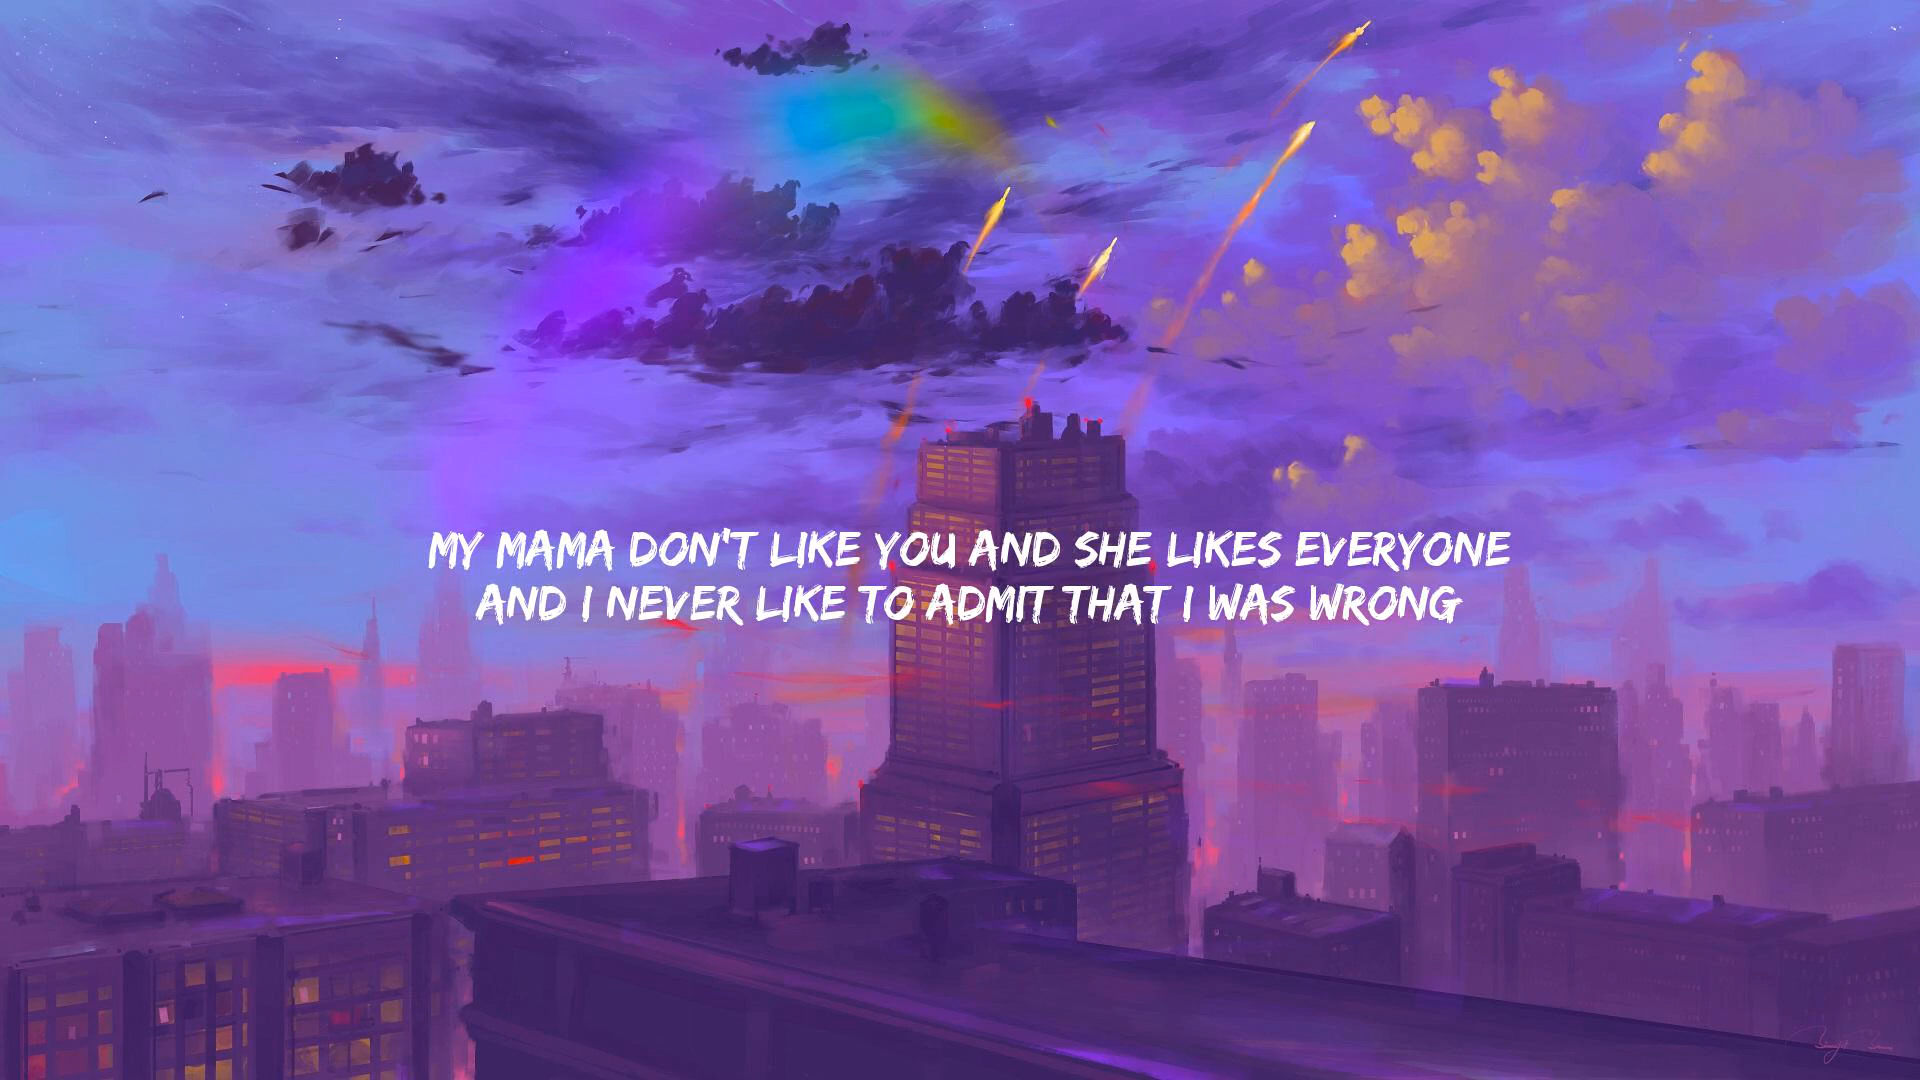 MY MAMA DON'T LIKE YOU AND SHE LIKES EVERYONE
AND I NEVER LIKE TO ADMIT THAT I WAS WRONG